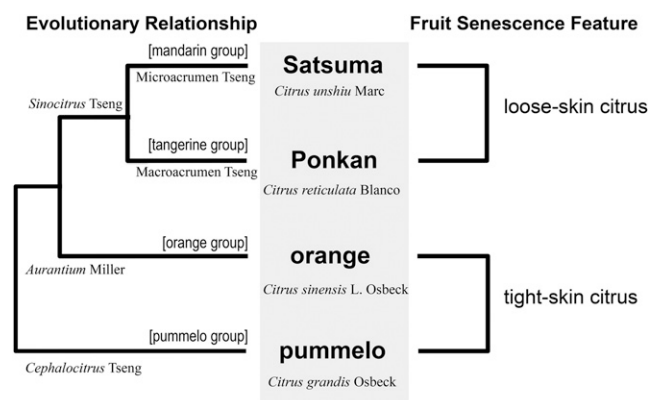 Evolutionary Relationship
Fruit Senescence Feature
[mandarin group]
Microacrumen Tseng
Satsuma
Citrus unshiu Marc
Sinocitrus Tseng
loose-skin citrus
[tangerine group]
Macroacrumen Tseng
Ponkan
Citrus reticulata Blanco
[orange group]
orange
Aurantium Miller
Citrus sinensis L. Osbeck
tight-skin citrus
[pummelo group]
pummelo
Cephalocitrus Tseng
Citrus grandis Osbeck